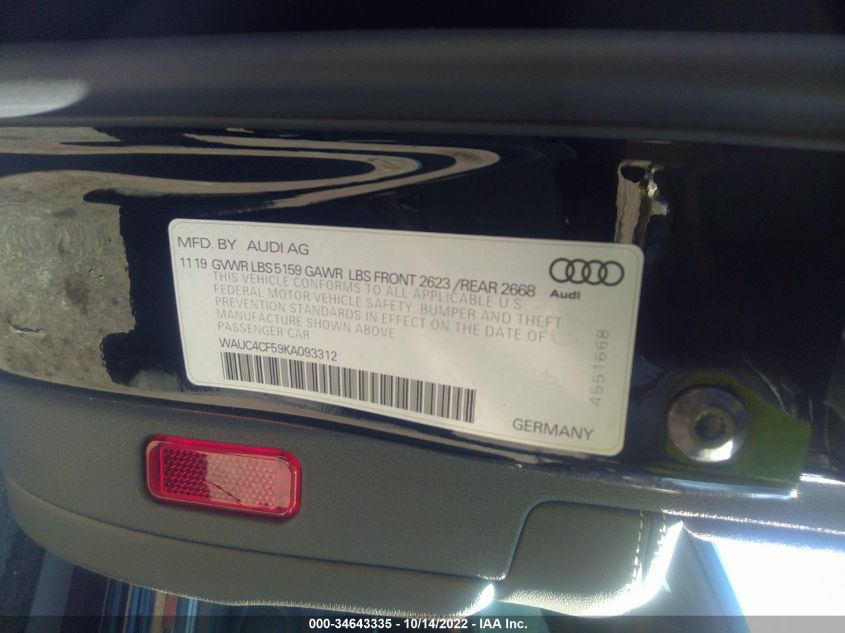 MFD. BY AUDI AG
11 19 GVWR LBS 5159 GAWR LBS FRONT 2623 /REAR 2668
THIS VEHICLE CONFORMS TO ALL APPLICABLE U.S.
FEDERAL MOTOR VEHICLE SAFETY, BUMPER AND THEFT
PREVENTION STANDARDS IN EFFECT ON THE DATE OF
MANUFACTURE SHOWN ABOVE
PASSENGER CAR
WAUC4CF59KA093312
Audi
4551668
GERMANY
000-34643335 - 10/14/2022 - IAA Inc.